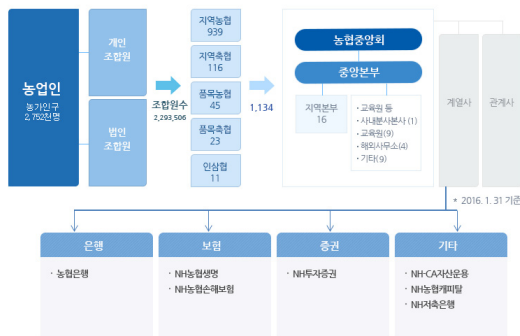 농업인
농가인구
2,752천명
개인
조합원
법인
조합원
조합원수
2,293,506
지역농협
939
지역축협
116
품목농협
45
품목축협
23
인삼협
11
1,134
농협중앙회
중앙본부
지역본부
16
· 교육원 등
· 사내분사본사 (1)
· 교육원(9)
· 해외사무소(4)
· 기타(9)
계열사
관계사
* 2016. 1. 31 기준
은행
· 농협은행
보험
· NH농협생명
· NH농협손해보험
증권
· NH투자증권
기타
· NH-CA자산운용
· NH농협캐피탈
· NH저축은행